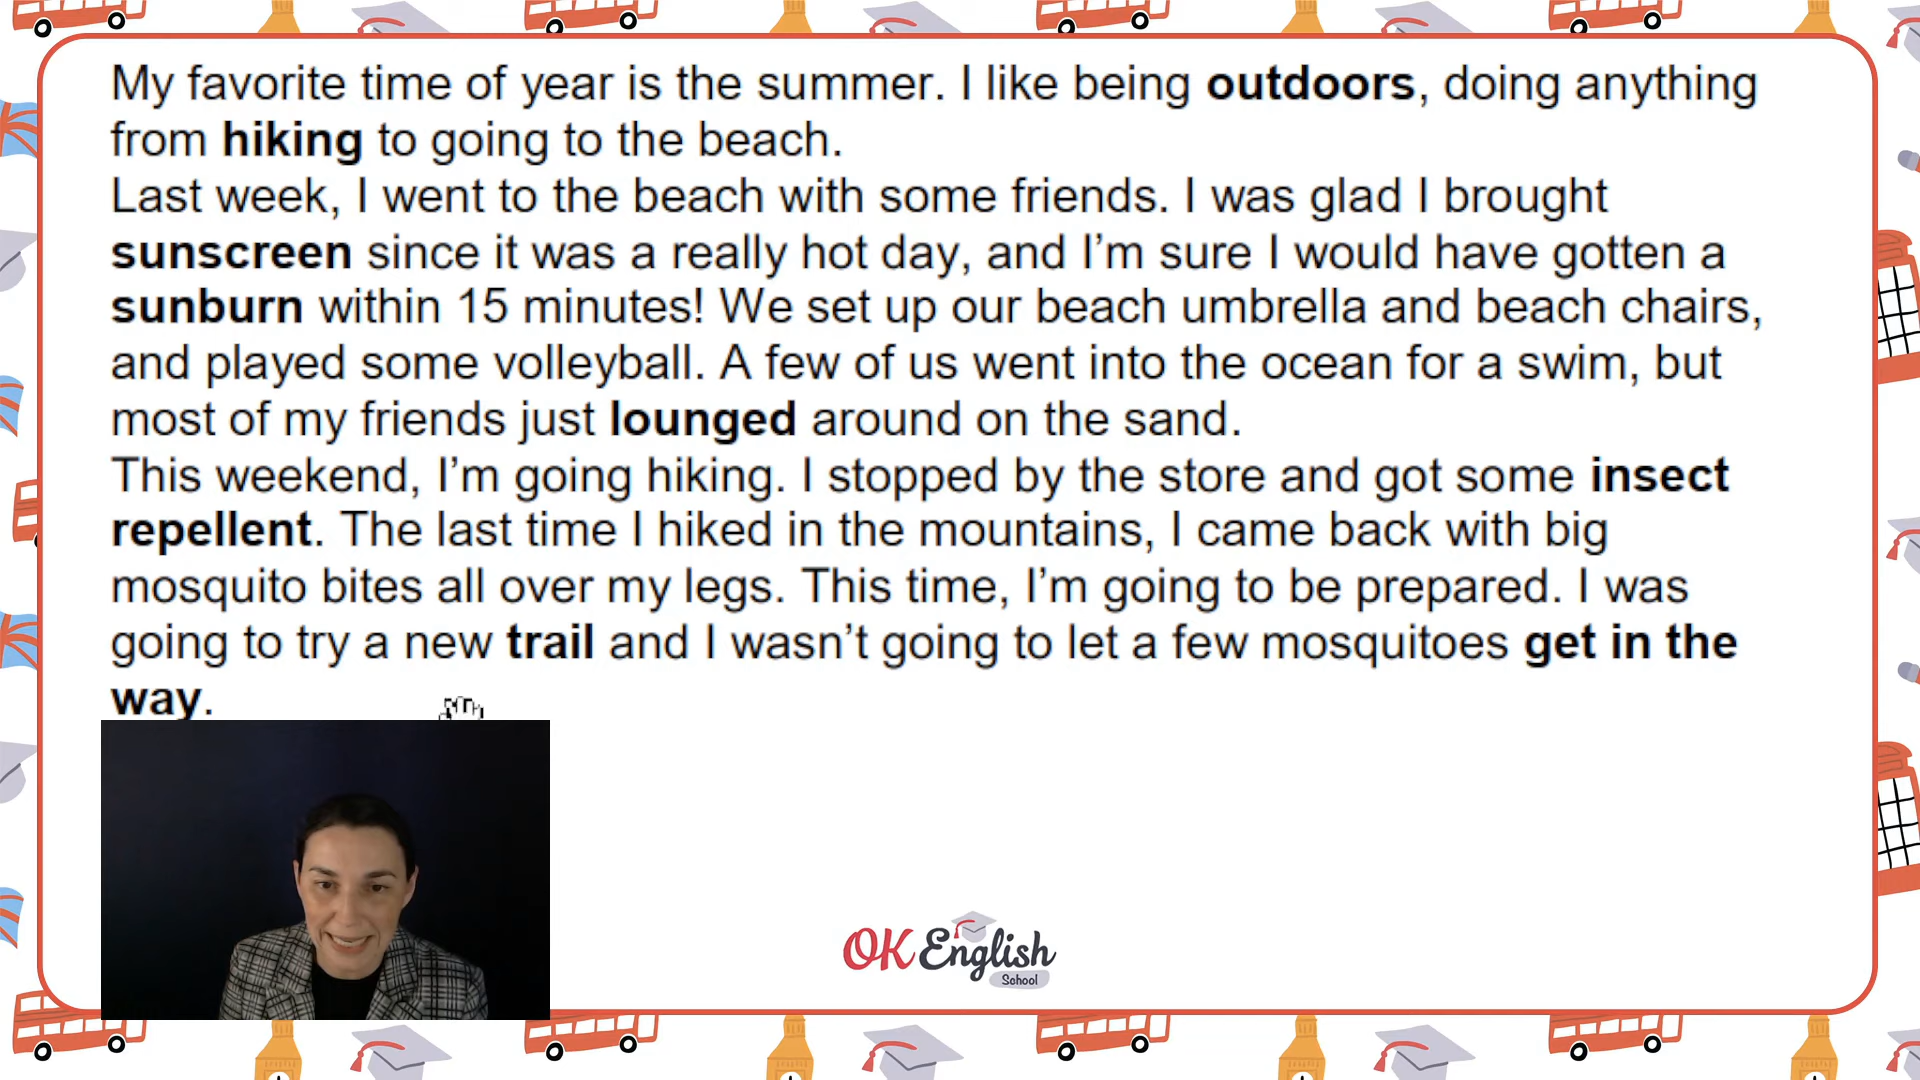 My favorite time of year is the summer. I like being outdoors, doing anything
from hiking to going to the beach.
Last week, I went to the beach with some friends. I was glad I brought
sunscreen since it was a really hot day, and I’m sure I would have gotten a
sunburn within 15 minutes! We set up our beach umbrella and beach chairs,
and played some volleyball. A few of us went into the ocean for a swim, but
most of my friends just lounged around on the sand.
This weekend, I’m going hiking. I stopped by the store and got some insect
repellent. The last time I hiked in the mountains, I came back with big
mosquito bites all over my legs. This time, I’m going to be prepared. I was
going to try a new trail and I wasn’t going to let a few mosquitoes get in the
way.
OK English
School